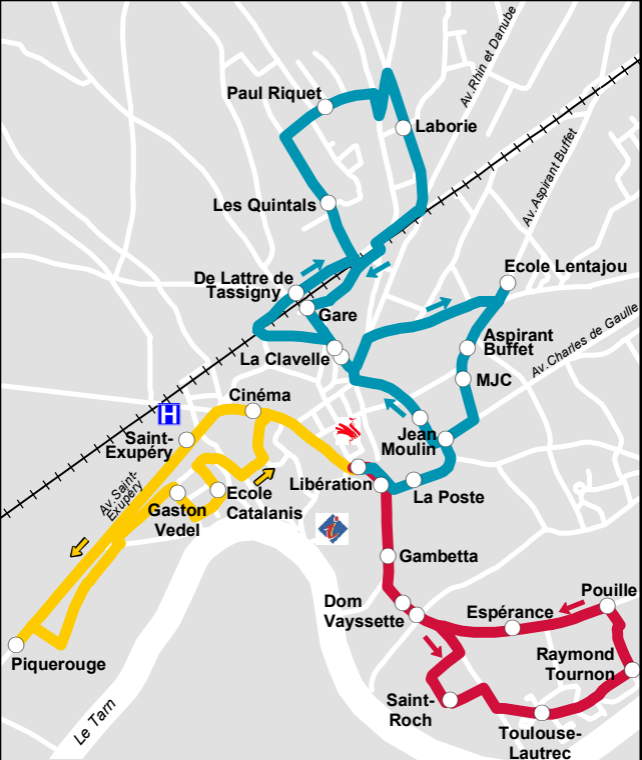 Av.Rhin et Danube
Paul Riquet
Laborie
Av.Aspirant Buffet
Les Quintals
Ecole Lentajou
De Lattre de
Tassigny
Gare
Aspirant
Buffet
Av.Charles de Gaulle
La Clavelle
MJC
Cinéma
H
Saint-
Exupéry
Jean
Moulin
Av.Saint-
Exupéry
Libération
La Poste
Gaston
Vedel
Ecole
Catalanis
i
Gambetta
Dom
Vayssette
Espérance
Pouille
Piquerouge
Raymond
Tournon
Saint-
Roch
Le Tarn
Toulouse-
Lautrec